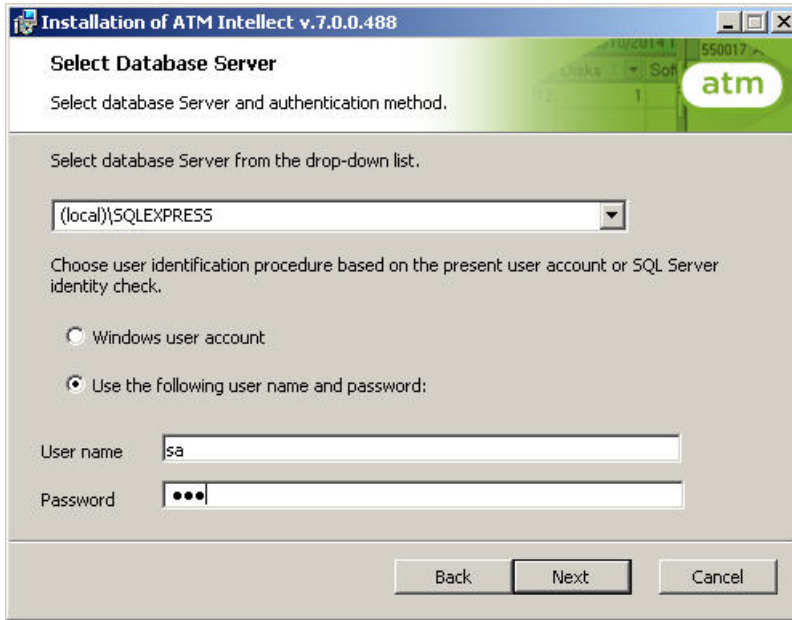 Installation of ATM Intellect v.7.0.0.488
Select Database Server
Select database Server and authentication method.
550017
1
atm
Select database Server from the drop-down list.
(local)\SQLEXPRESS
Choose user identification procedure based on the present user account or SQL Server
identity check.
Windows user account
Use the following user name and password:
User name
sa
Password
●●●
Back
Next
Cancel